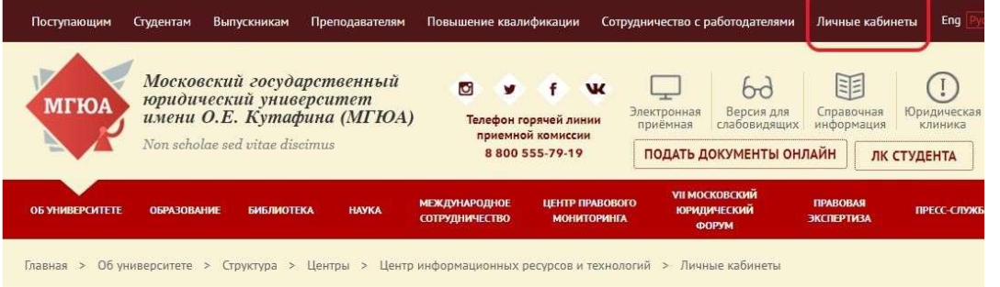 Поступающим Студентам Выпускникам Преподавателям Повышение квалификации Сотрудничество с работодателями Личные кабинеты Eng Рус
МГЮА
Московский государственный
юридический университет
имени О.Е. Кутафина (МГЮА)
Non scholae sed vitae discimus
Телефон горячей линии
приемной комиссии
8 800 555-79-19
Электронная
приёмная
Версия для
слабовидящих
Справочная
информация
Юридическая
клиника
ПОДАТЬ ДОКУМЕНТЫ ОНЛАЙН
ЛК СТУДЕНТА
ОБ УНИВЕРСИТЕТЕ
ОБРАЗОВАНИЕ
БИБЛИОТЕКА
НАУКА
МЕЖДУНАРОДНОЕ
СОТРУДНИЧЕСТВО
ЦЕНТР ПРАВОВОГО
МОНИТОРИНГА
VII МОСКОВСКИЙ
ЮРИДИЧЕСКИЙ
ФОРУМ
ПРАВОВАЯ
ЭКСПЕРТИЗА
ПРЕСС-СЛУЖБ
Главная > Об университете > Структура > Центры > Центр информационных ресурсов и технологий > Личные кабинеты